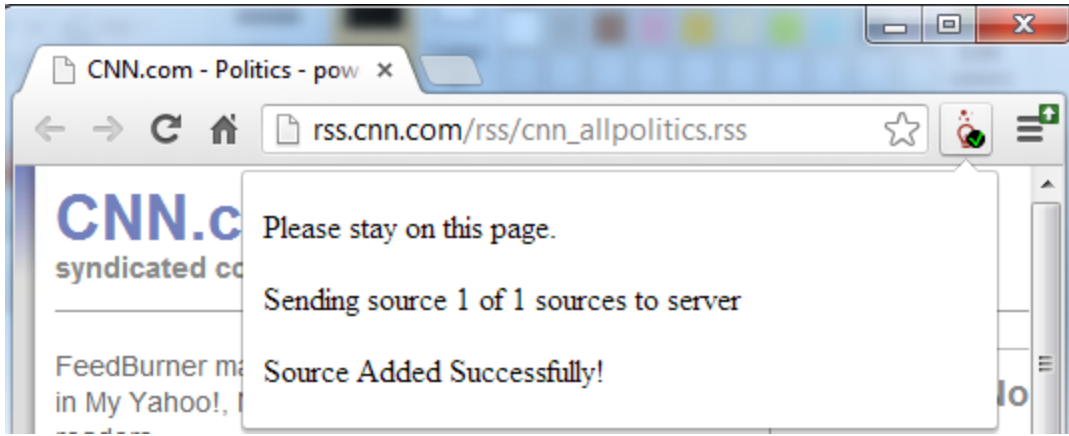 CNN.com - Politics - pow
rss.cnn.com/rss/cnn_allpolitics.rss
CNN.c
syndicated co
Please stay on this page.
Sending source 1 of 1 sources to server
Source Added Successfully!
FeedBurner ma
in My Yahoo!,
No